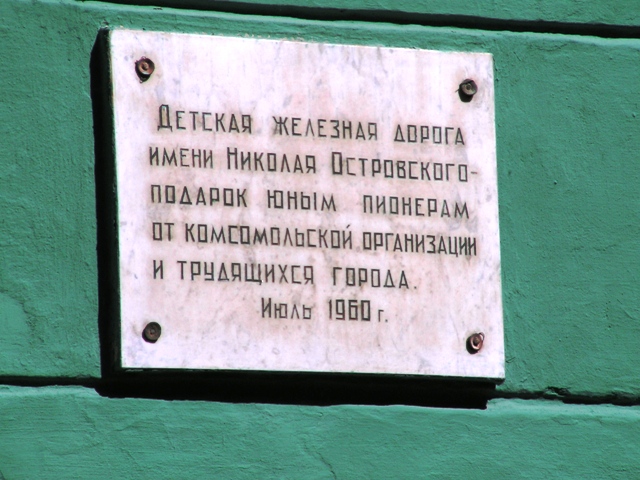 Детская железная дорога
имени Николая Островского-
подарок юным пионерам
от комсомольской организации
и трудящихся города.
Июль 1960 г.